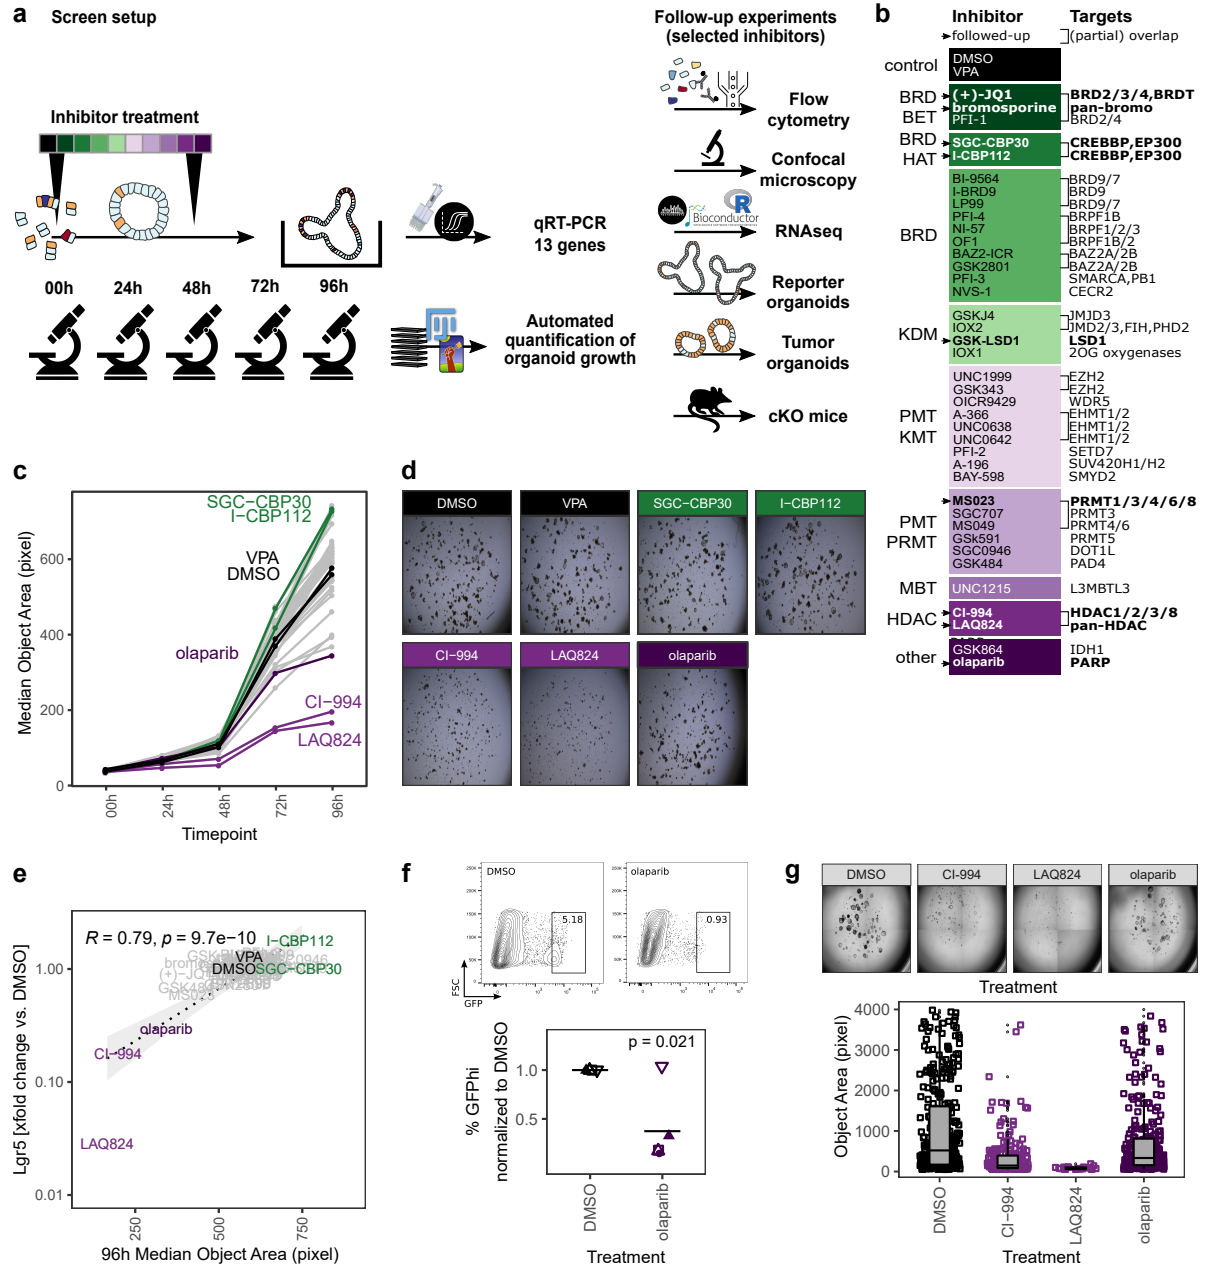 a Screen setup
Inhibitor treatment
qRT-PCR
13 genes
00h 24h 48h 72h 96h
Automated
quantification of
organoid growth
Follow-up experiments
(selected inhibitors)
Flow
cytometry
Confocal
microscopy
Bioconductor
R
RNAseq
Reporter
organoids
Tumor
organoids
cKO mice
b Inhibitor Targets
followed-up (partial) overlap
control
DMSO
VPA
BRD
BET
(+)-JQ1 BRD2/3/4,BRDT
bromosporine pan-bromo
PFI-1 BRD2/4
BRD
HAT
SGC-CBP30 CREBBP,EP300
I-CBP112 CREBBP,EP300
BRD
BI-9564 BRD9/7
I-BRD9 BRD9
LP99 BRD9/7
PFI-4 BRPF1B
NI-57 BRPF1/2/3
OF1 BRPF1B/2
BAZ2-ICR BAZ2A/2B
GSK2801 BAZ2A/2B
PFI-3 SMARCA,PB1
NVS-1 CECR2
KDM
GSKJ4 JMJD3
IOX2 JMD2/3,FIH,PHD2
GSK-LSD1 LSD1
IOX1 2OG oxygenases
PMT
KMT
UNC1999 EZH2
GSK343 EZH2
OICR9429 WDR5
A-366 EHMT1/2
UNC0638 EHMT1/2
UNC0642 EHMT1/2
PFI-2 SETD7
A-196 SUV420H1/H2
BAY-598 SMYD2
PMT
PRMT
MS023 PRMT1/3/4/6/8
SGC707 PRMT3
MS049 PRMT4/6
GSk591 PRMT5
SGC0946 DOT1L
GSK484 PAD4
MBT
UNC1215 L3MBTL3
HDAC
CI-994 HDAC1/2/3/8
LAQ824 pan-HDAC
other
GSK864 IDH1
olaparib PARP
c
Median Object Area (pixel)
600
400
200
0
SGC−CBP30
I−CBP112
VPA
DMSO
olaparib
CI−994
LAQ824
00h 24h 48h 72h 96h
Timepoint
d
DMSO VPA SGC−CBP30 I−CBP112
CI−994 LAQ824 olaparib
e
Lgr5 [xfold change vs. DMSO]
1.00
0.10
0.01
R = 0.79, p = 9.7e−10
I−CBP112
VPA
DMSO SGC−CBP30
olaparib
CI−994
LAQ824
250 500 750
96h Median Object Area (pixel)
f
DMSO olaparib
250K
200K
150K
100K
50K
0
5.18 0.93
FSC
GFP
% GFPhi
normalized to DMSO
p = 0.021
1.0
0.5
DMSO olaparib
Treatment
g
DMSO CI−994 LAQ824 olaparib
Treatment
Object Area (pixel)
4000
3000
2000
1000
0
DMSO CI−994 LAQ824 olaparib
Treatment